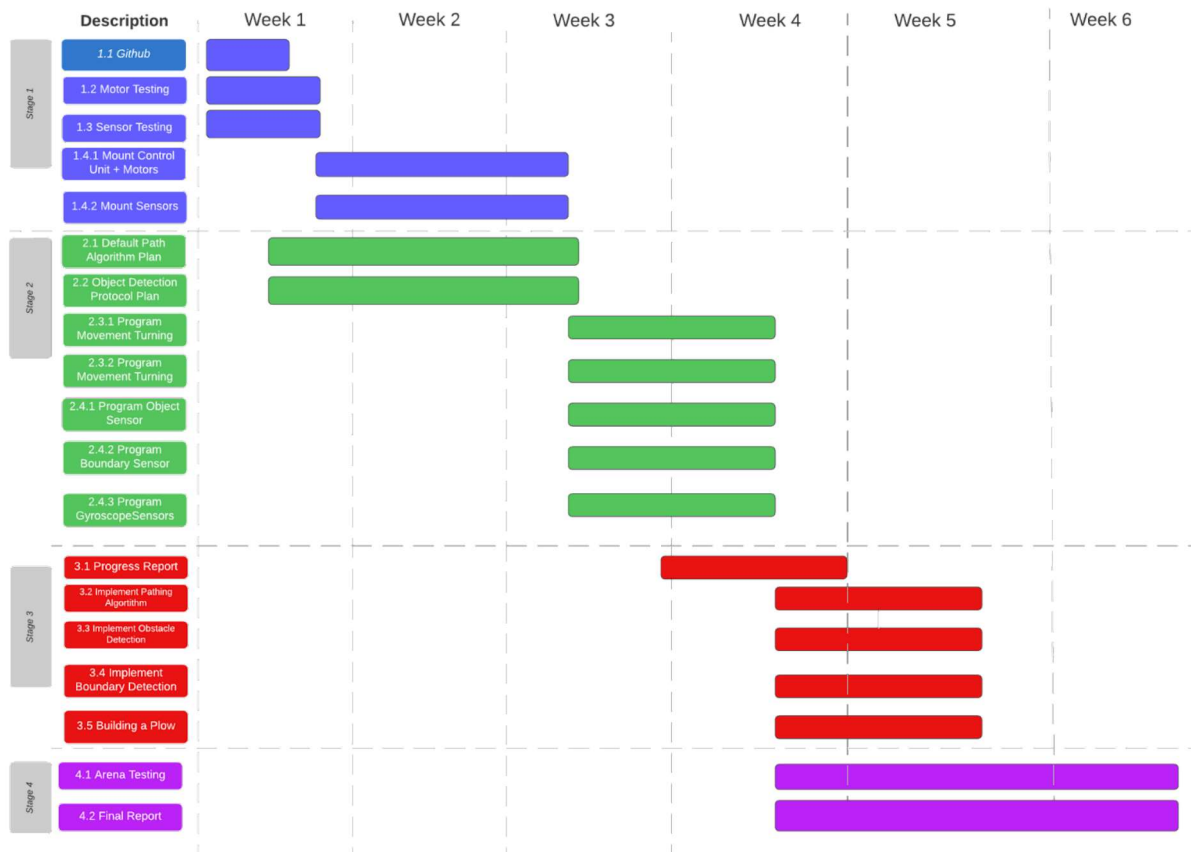 Description Week 1 Week 2 Week 3 Week 4 Week 5 Week 6
Stage 1
1.1 Github
1.2 Motor Testing
1.3 Sensor Testing
1.4.1 Mount Control
Unit + Motors
1.4.2 Mount Sensors
Stage 2
2.1 Default Path
Algorithm Plan
2.2 Object Detection
Protocol Plan
2.3.1 Program
Movement Turning
2.3.2 Program
Movement Turning
2.4.1 Program Object
Sensor
2.4.2 Program
Boundary Sensor
2.4.3 Program
GyroscopeSensors
Stage 3
3.1 Progress Report
3.2 Implement Pathing
Algortithm
3.3 Implement Obstacle
Detection
3.4 Implement
Boundary Detection
3.5 Building a Plow
Stage 4
4.1 Arena Testing
4.2 Final Report